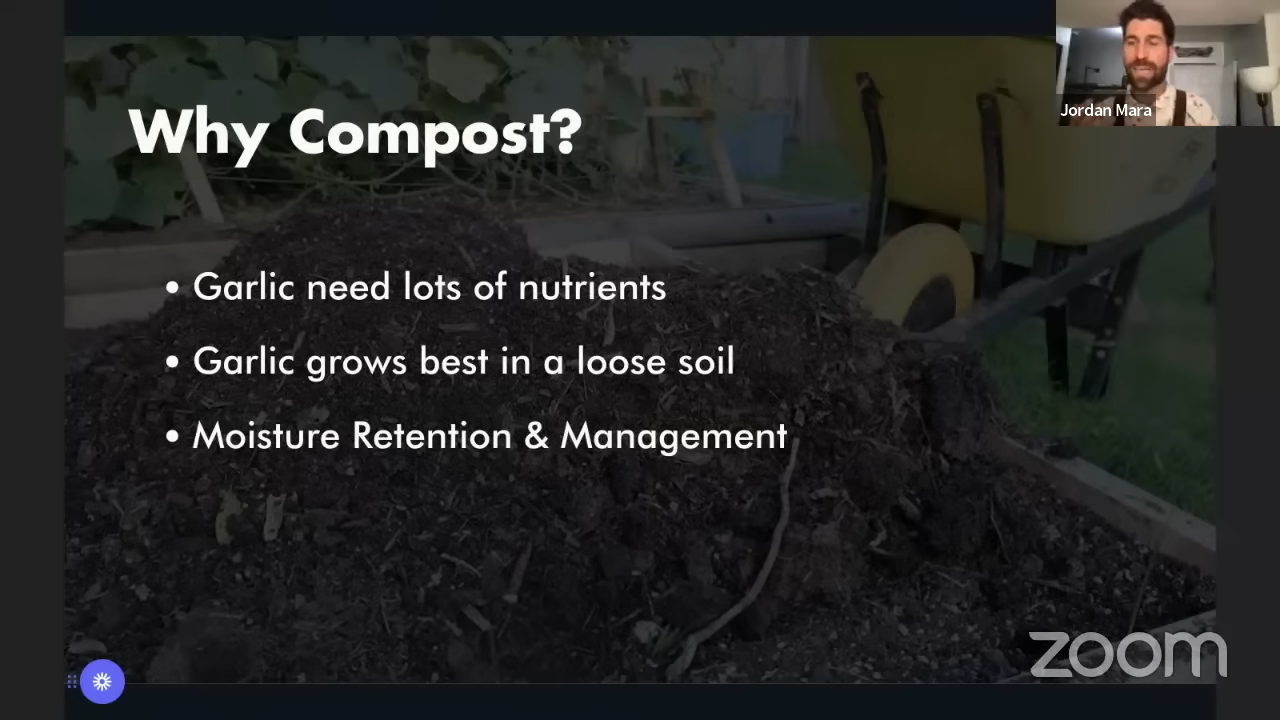 Jordan Mara
Why Compost?
• Garlic need lots of nutrients
• Garlic grows best in a loose soil
• Moisture Retention & Management
zoom